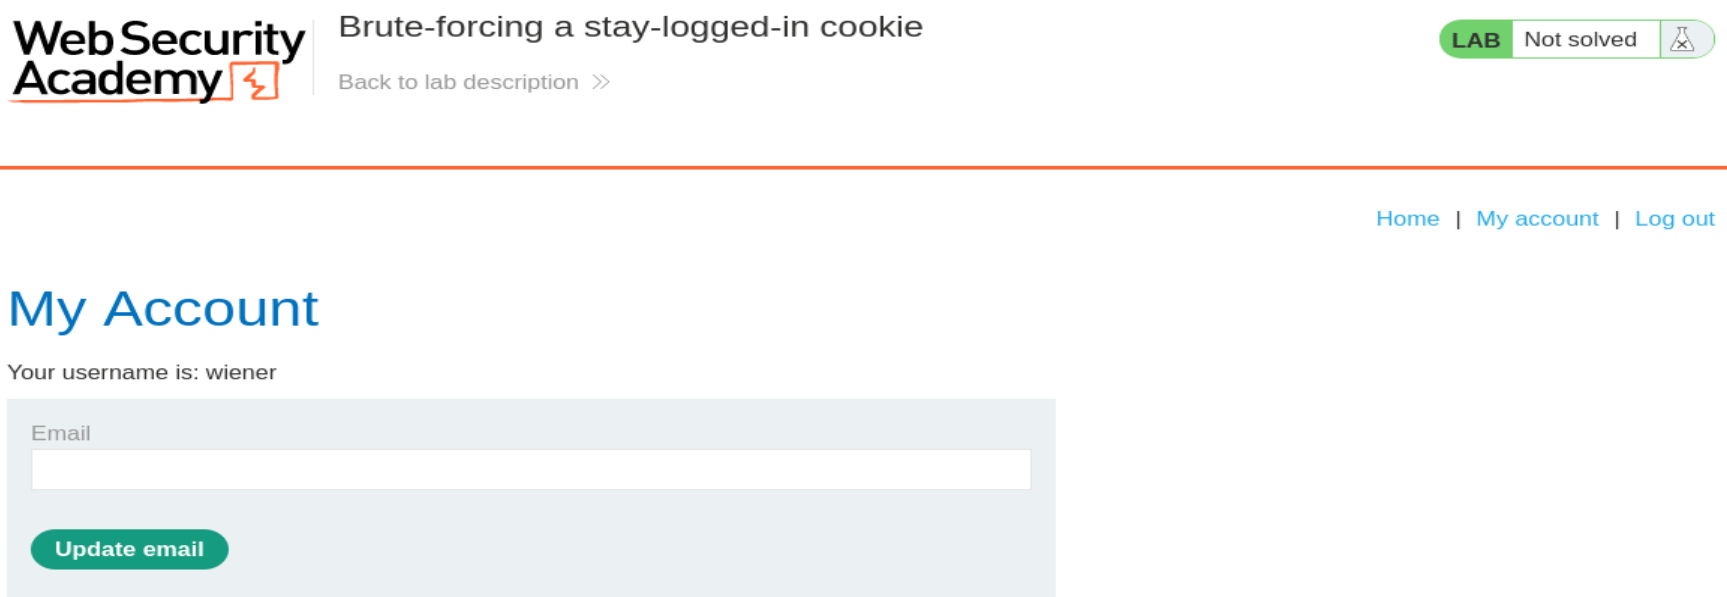 Web Security
Academy
Brute-forcing a stay-logged-in cookie
Back to lab description
LAB Not solved
Home | My account | Log out
My Account
Your username is: wiener
Email
Update email